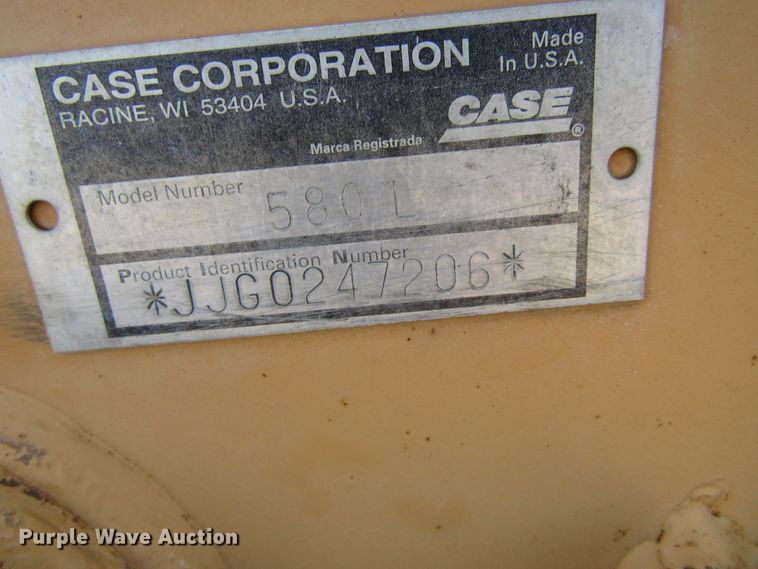 CASE CORPORATION
RACINE, WI 53404 U.S.A.
Made
In U.S.A.
CASE®
Marca Registrada
Model Number
580 L
Product Identification Number
*JJG0247206*
Purple Wave Auction